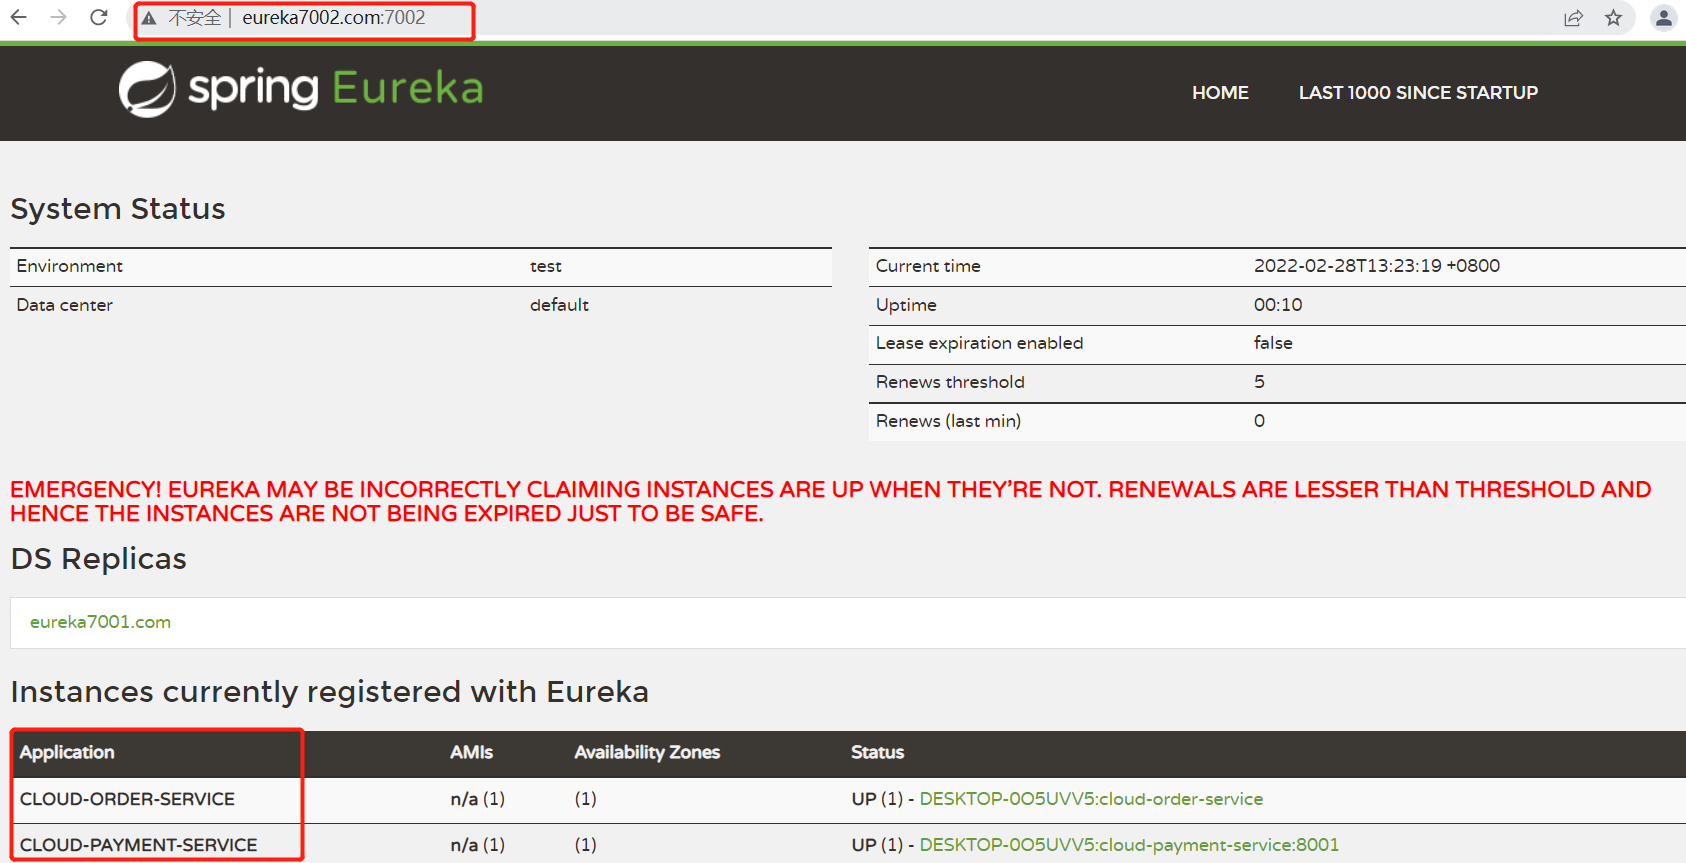 不安全 | eureka7002.com:7002
spring Eureka
HOME LAST 1000 SINCE STARTUP
System Status
Environment test
Data center default
Current time 2022-02-28T13:23:19 +0800
Uptime 00:10
Lease expiration enabled false
Renews threshold 5
Renews (last min) 0
EMERGENCY! EUREKA MAY BE INCORRECTLY CLAIMING INSTANCES ARE UP WHEN THEY'RE NOT. RENEWALS ARE LESSER THAN THRESHOLD AND
HENCE THE INSTANCES ARE NOT BEING EXPIRED JUST TO BE SAFE.
DS Replicas
eureka7001.com
Instances currently registered with Eureka
Application AMIs Availability Zones Status
CLOUD-ORDER-SERVICE n/a (1) (1) UP (1) - DESKTOP-0O5UVV5:cloud-order-service
CLOUD-PAYMENT-SERVICE n/a (1) (1) UP (1) - DESKTOP-0O5UVV5:cloud-payment-service:8001